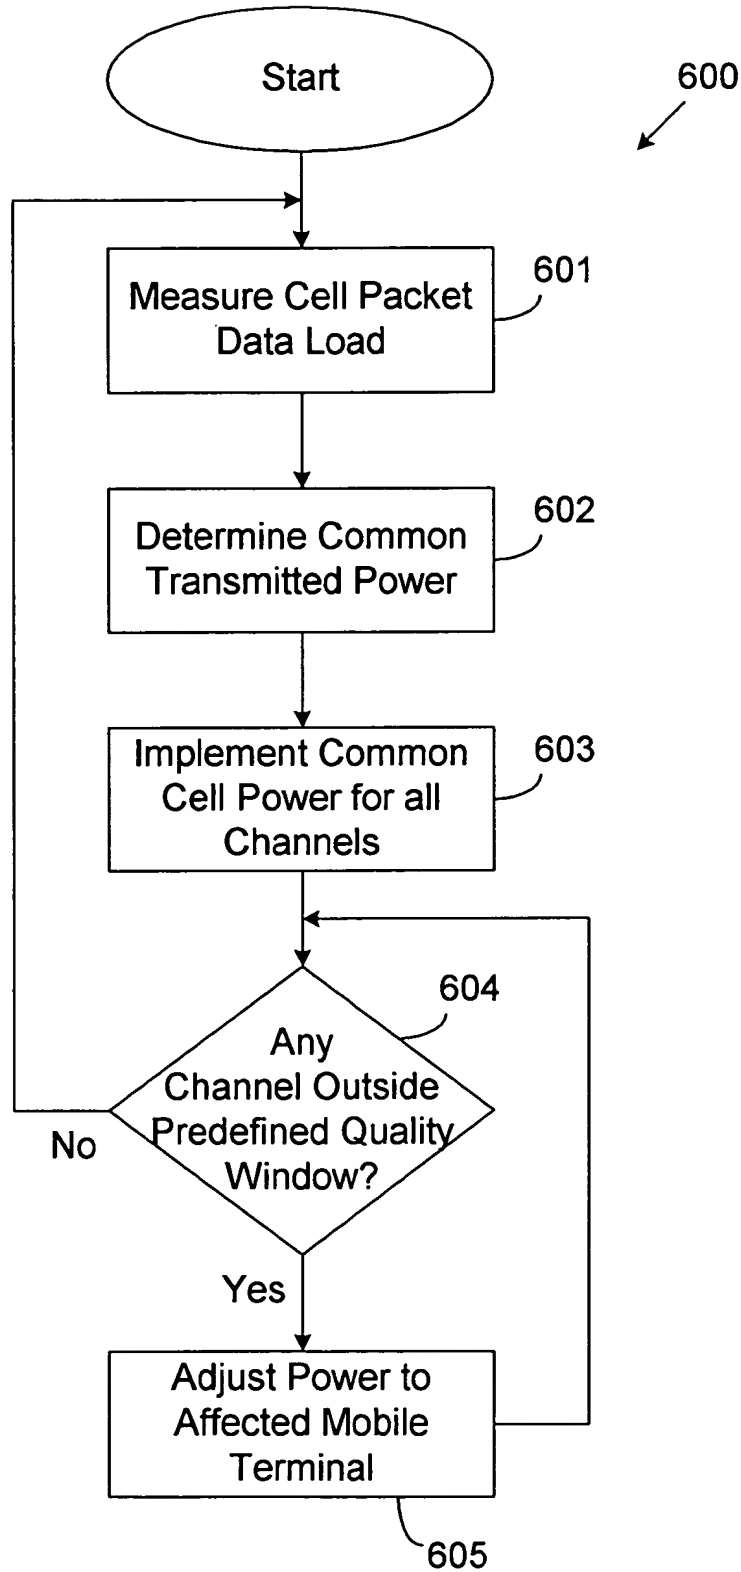 Start
600
Measure Cell Packet
Data Load
601
Determine Common
Transmitted Power
602
Implement Common
Cell Power for all
Channels
603
604
Any
Channel Outside
Predefined Quality
Window?
No
Yes
Adjust Power to
Affected Mobile
Terminal
605